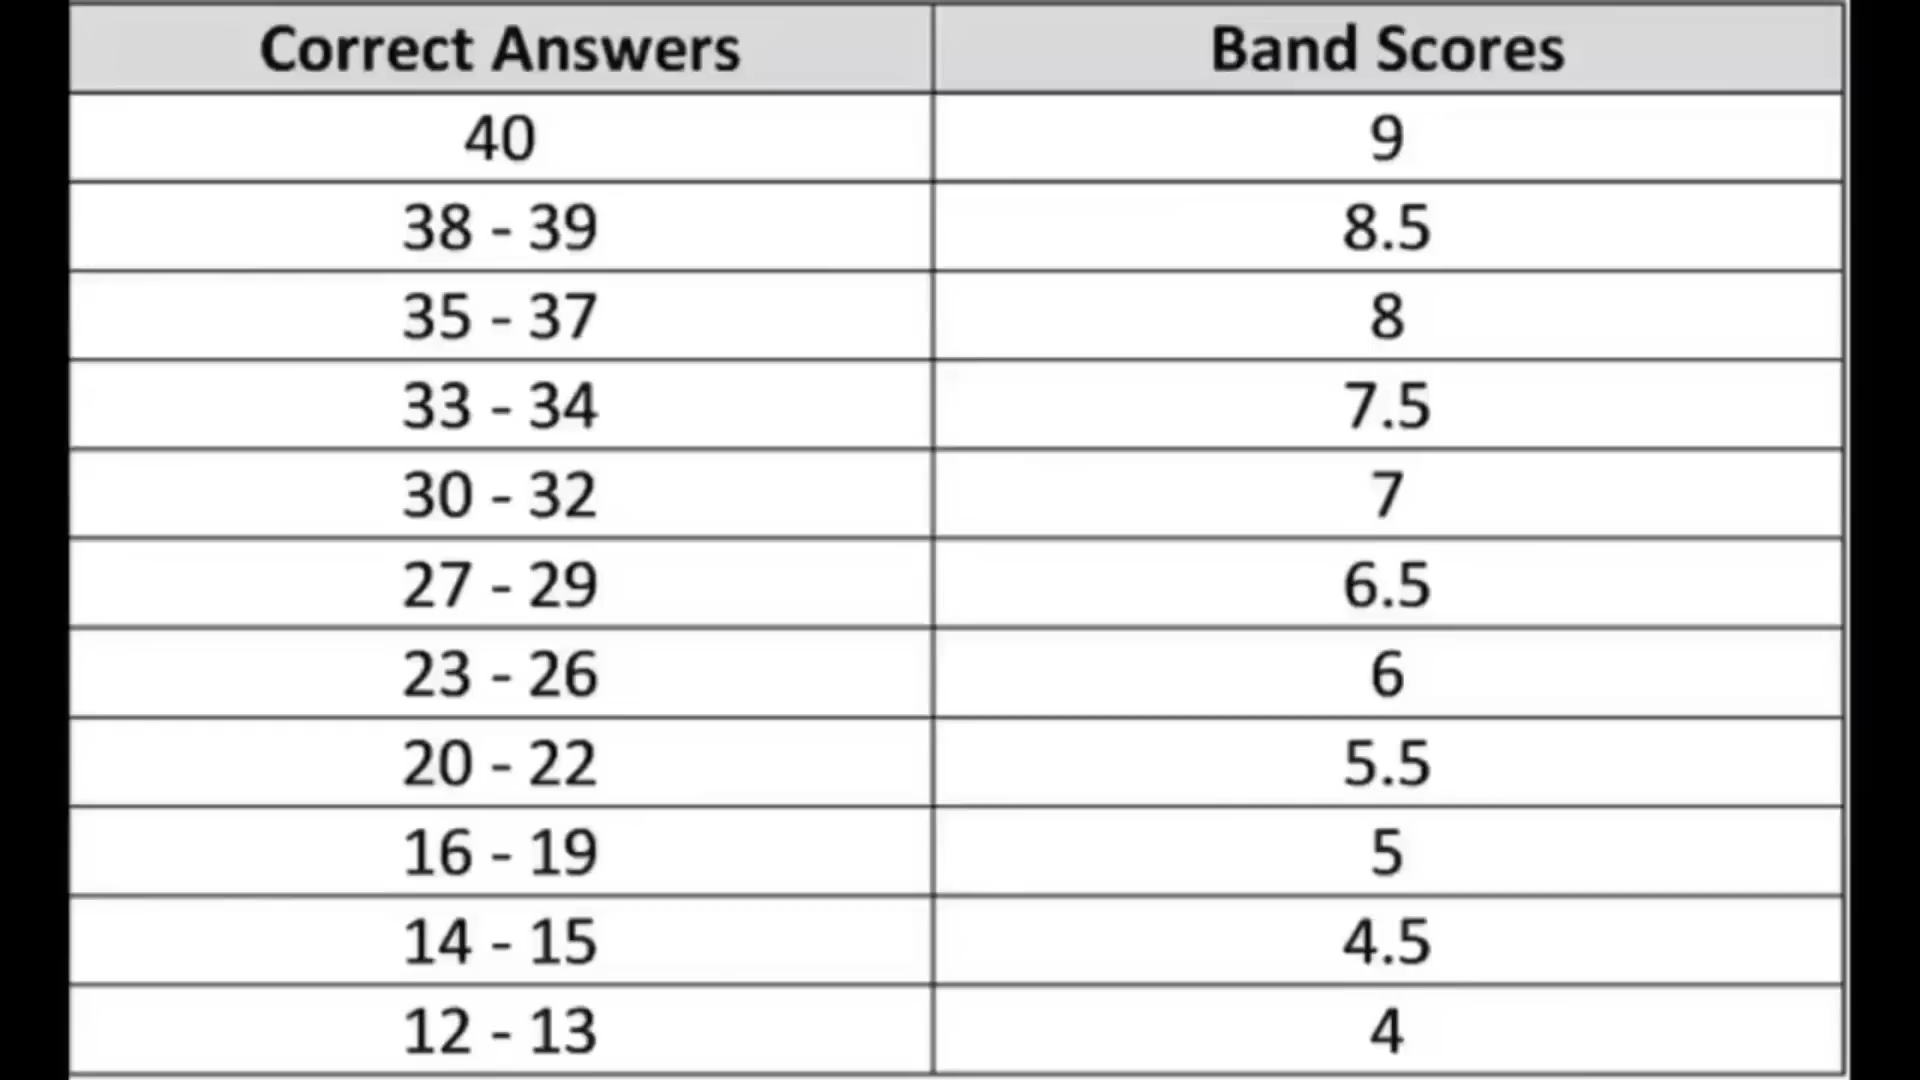 Correct Answers Band Scores
40 9
38 - 39 8.5
35 - 37 8
33 - 34 7.5
30 - 32 7
27 - 29 6.5
23 - 26 6
20 - 22 5.5
16 - 19 5
14 - 15 4.5
12 - 13 4